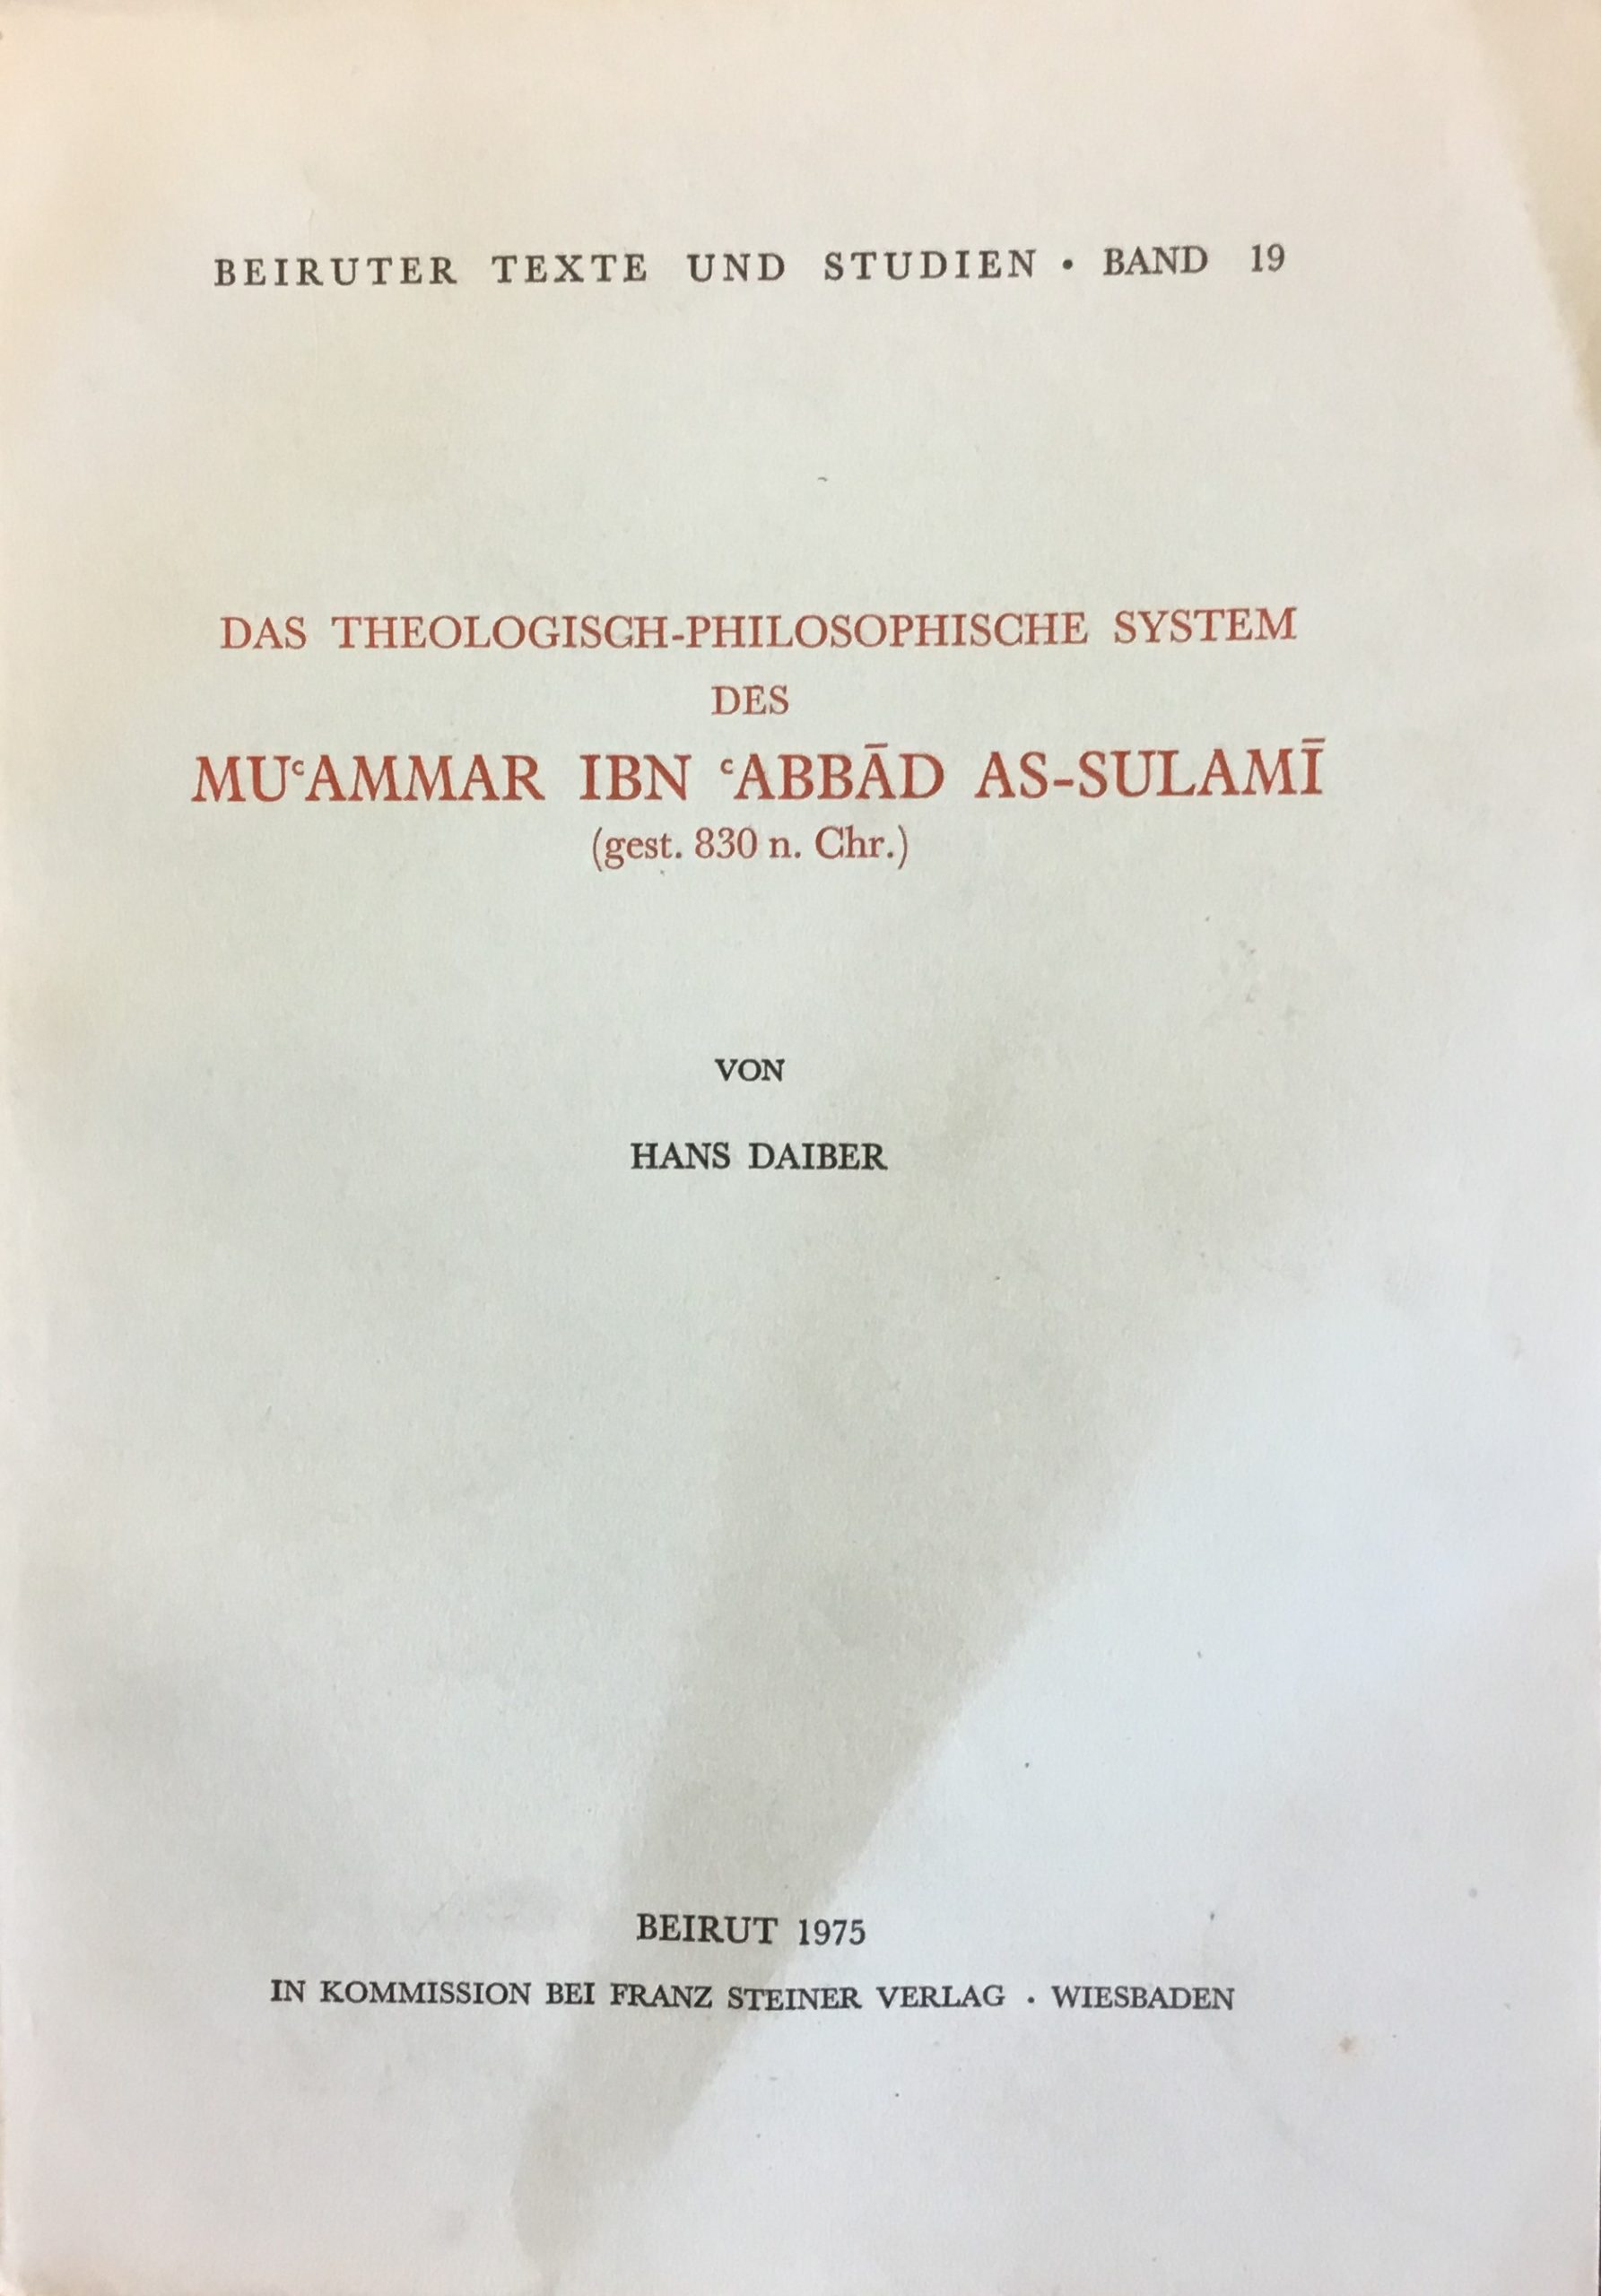 BEIRUTER TEXTE UND STUDIEN • BAND 19
DAS THEOLOGISCH-PHILOSOPHISCHE SYSTEM
DES
MUʿAMMAR IBN ʿABBĀD AS-SULAMĪ
(gest. 830 n. Chr.)
VON
HANS DAIBER
BEIRUT 1975
IN KOMMISSION BEI FRANZ STEINER VERLAG · WIESBADEN